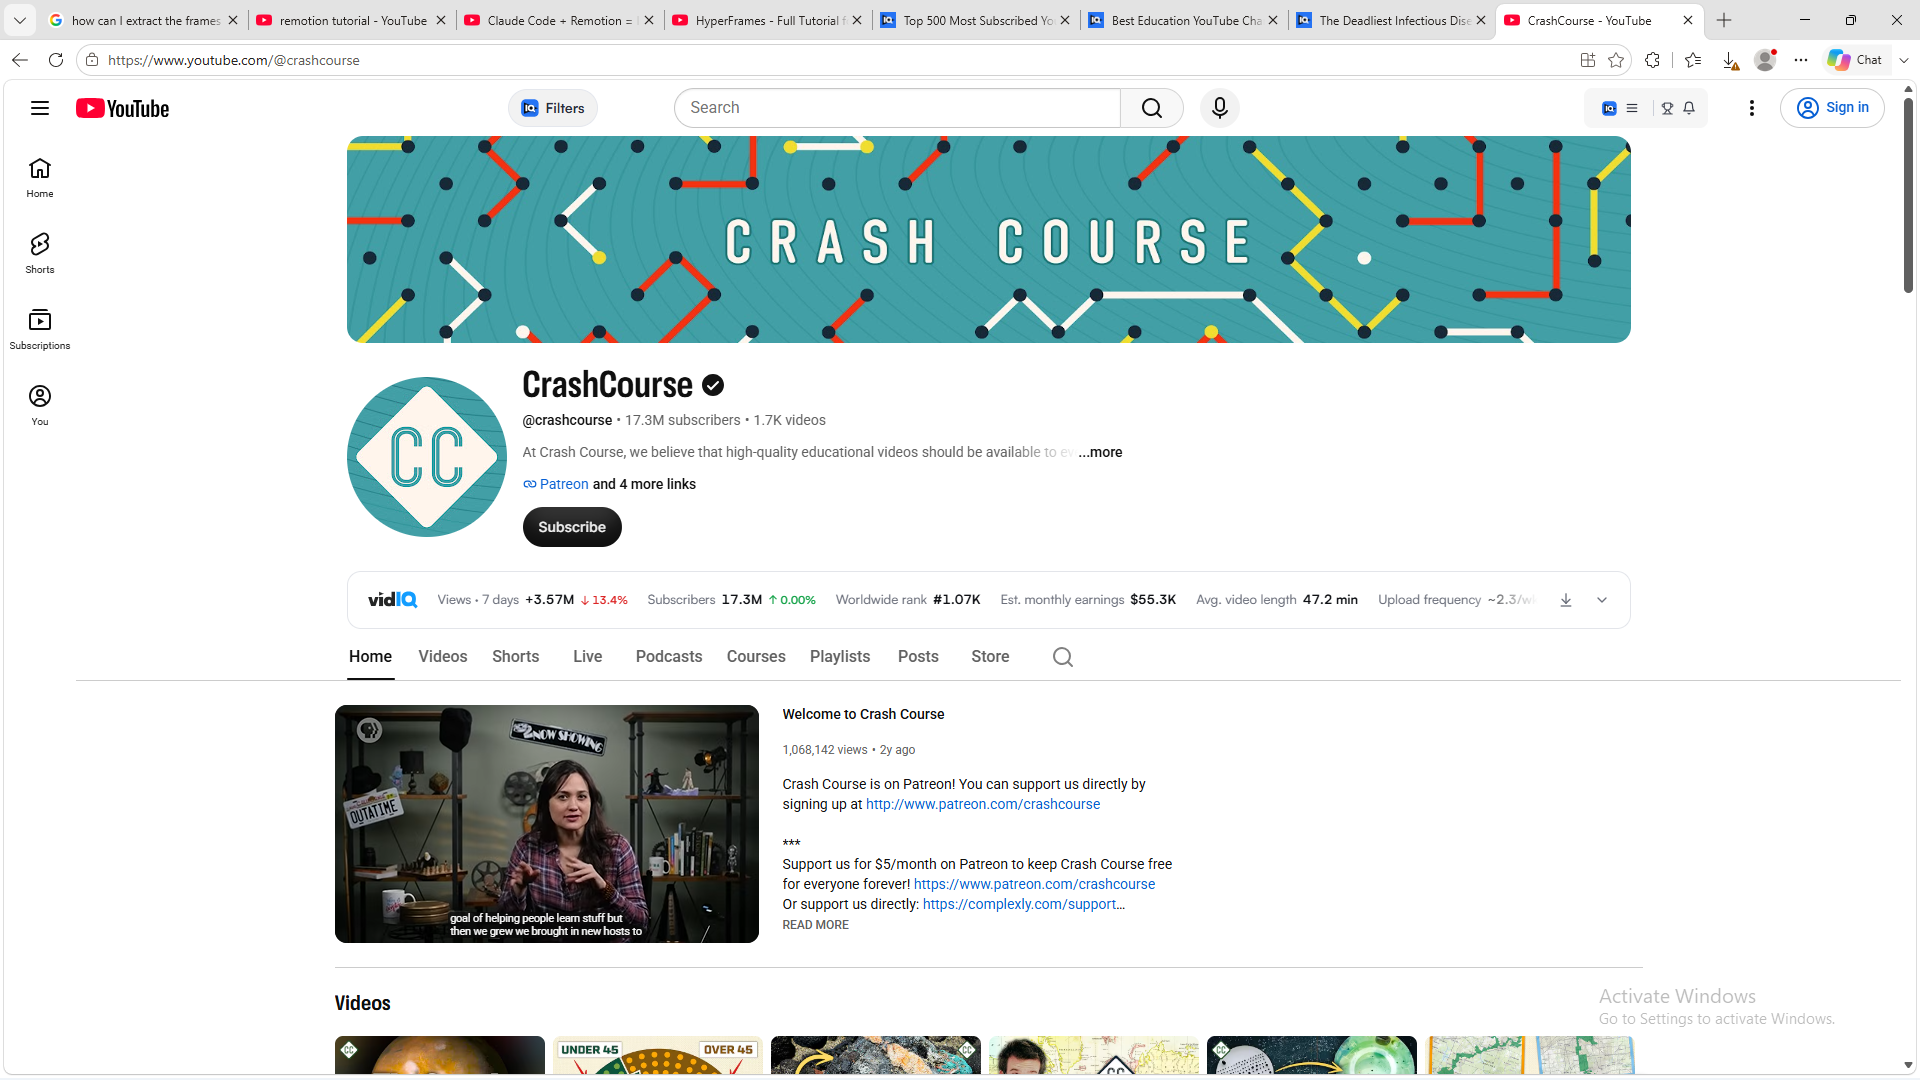 how can I extract the frames
remotion tutorial - YouTube
Claude Code + Remotion =
HyperFrames - Full Tutorial f
Top 500 Most Subscribed Yo
Best Education YouTube Cha
The Deadliest Infectious Dise
CrashCourse - YouTube
https://www.youtube.com/@crashcourse
Chat
YouTube
IQ Filters
Search
IQ
Sign in
Home
Shorts
Subscriptions
You
CRASH COURSE
CC
CrashCourse
@crashcourse • 17.3M subscribers • 1.7K videos
At Crash Course, we believe that high-quality educational videos should be available to ev ...more
Patreon and 4 more links
Subscribe
vidIQ Views • 7 days +3.57M ↓ 13.4% Subscribers 17.3M ↑ 0.00% Worldwide rank #1.07K Est. monthly earnings $55.3K Avg. video length 47.2 min Upload frequency ~2.3/wk
Home Videos Shorts Live Podcasts Courses Playlists Posts Store
NOW SHOWING
OUTATIME
goal of helping people learn stuff but
then we grew we brought in new hosts to
Welcome to Crash Course
1,068,142 views • 2y ago
Crash Course is on Patreon! You can support us directly by
signing up at http://www.patreon.com/crashcourse
***
Support us for $5/month on Patreon to keep Crash Course free
for everyone forever! https://www.patreon.com/crashcourse
Or support us directly: https://complexly.com/support...
READ MORE
Videos
CC
UNDER 45 OVER 45
CC
CC
CC
Activate Windows
Go to Settings to activate Windows.